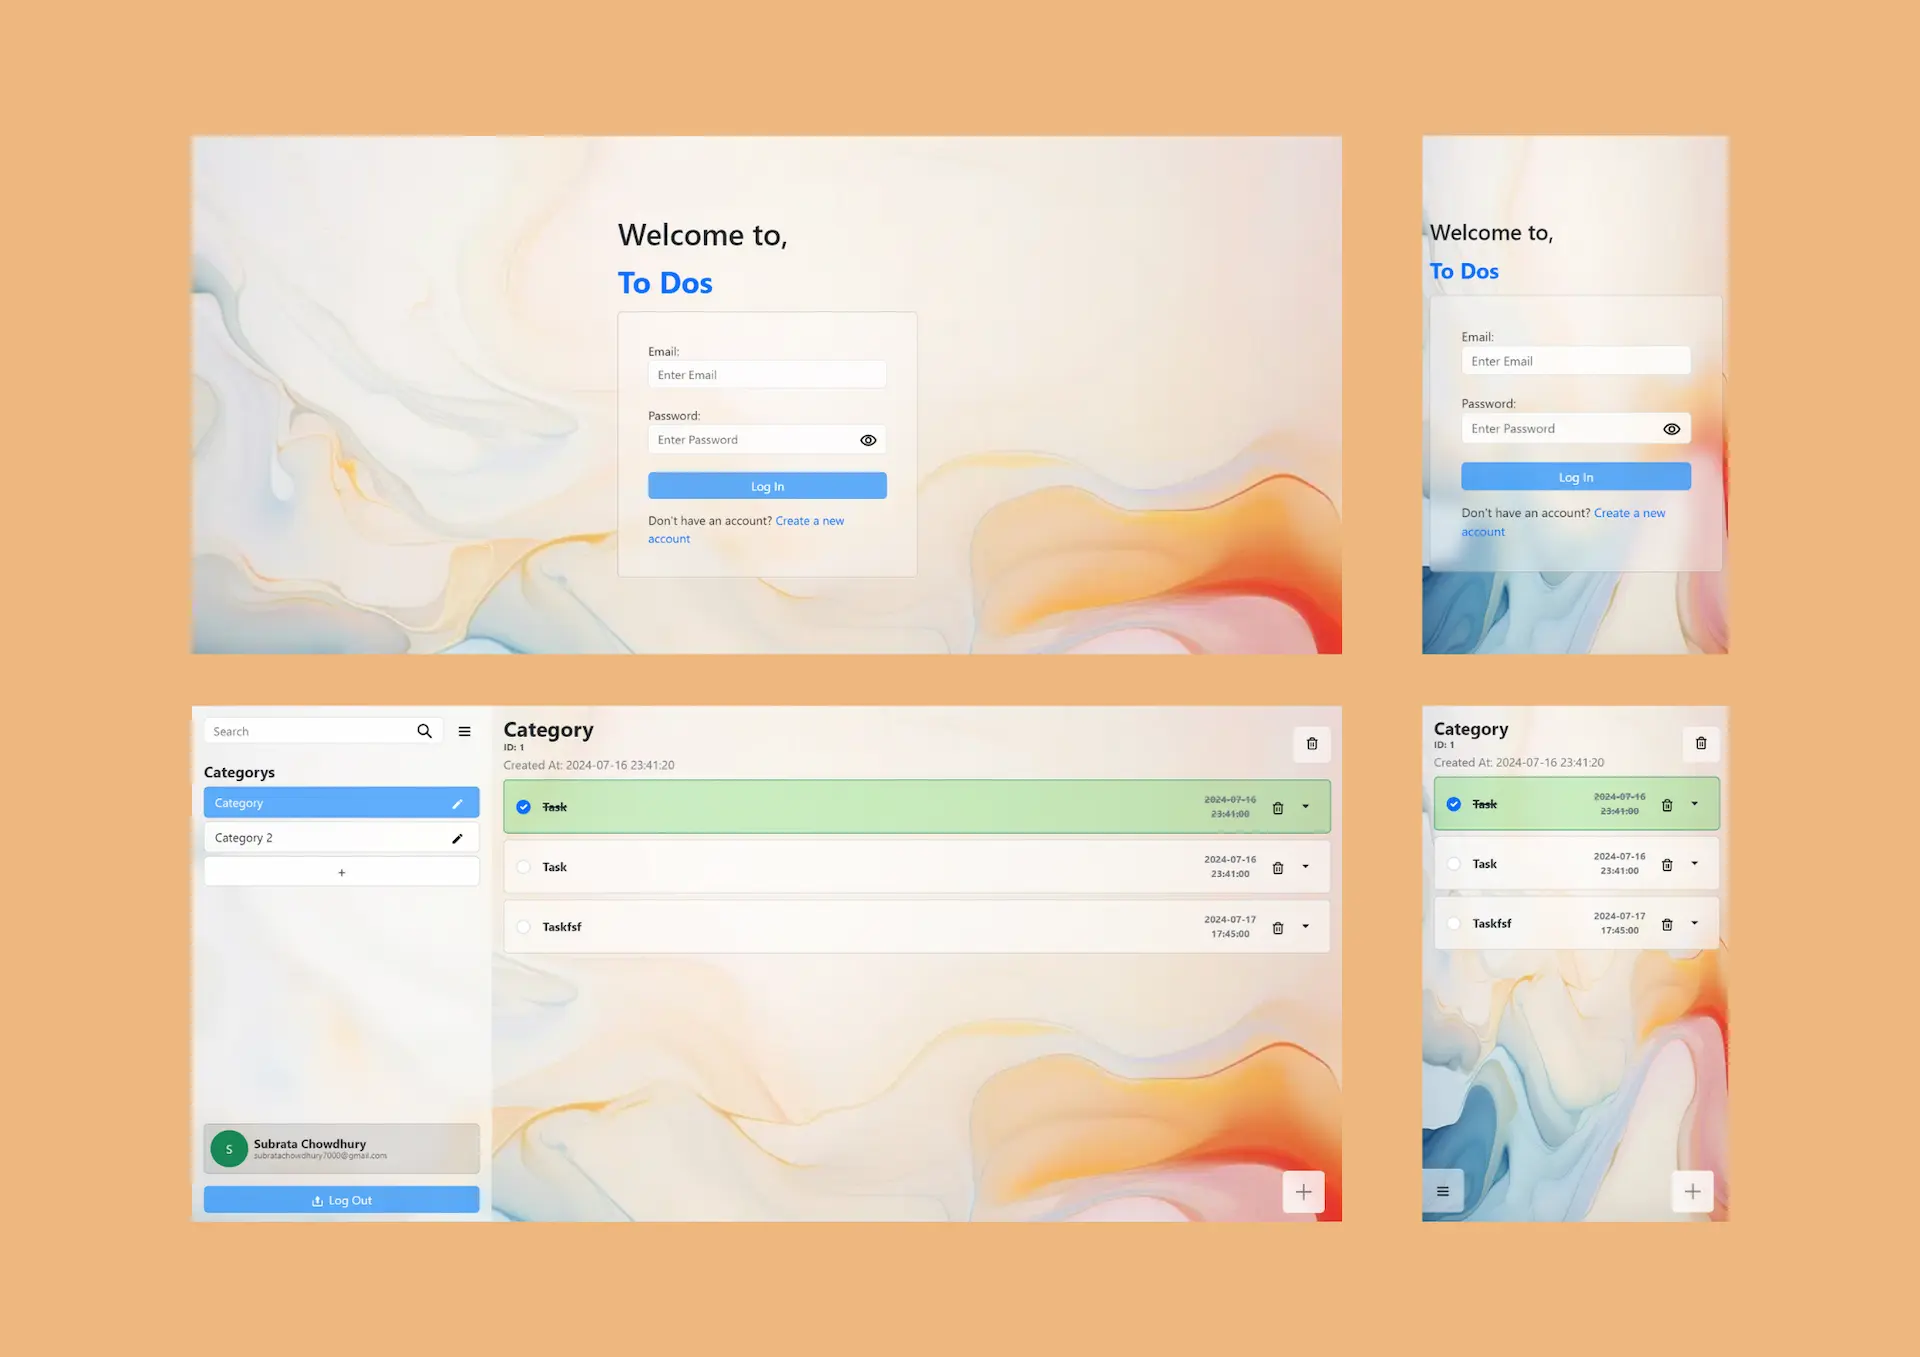 Welcome to,
To Dos
Email:
Enter Email
Password:
Enter Password
Log In
Don't have an account? Create a new
account
Welcome to,
To Dos
Email:
Enter Email
Password:
Enter Password
Log In
Don't have an account? Create a new
account
Search
Categorys
Category
Category 2
+
S
Subrata Chowdhury
subratachowdhury7000@gmail.com
Log Out
Category
ID: 1
Created At: 2024-07-16 23:41:20
Task
2024-07-16
23:41:00
Task
2024-07-16
23:41:00
Taskfsf
2024-07-17
17:45:00
Category
ID: 1
Created At: 2024-07-16 23:41:20
Task
2024-07-16
23:41:00
Task
2024-07-16
23:41:00
Taskfsf
2024-07-17
17:45:00